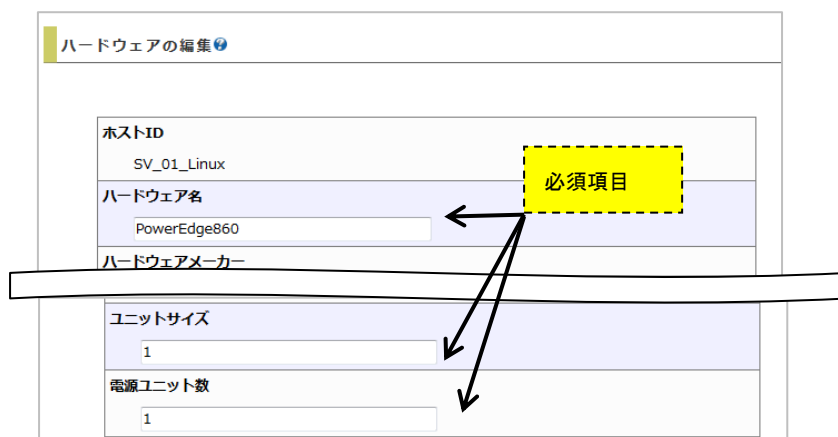 ハードウェアの編集?
ホストID
SV_01_Linux
必須項目
ハードウェア名
PowerEdge860
ハードウェアメーカー
ユニットサイズ
1
電源ユニット数
1